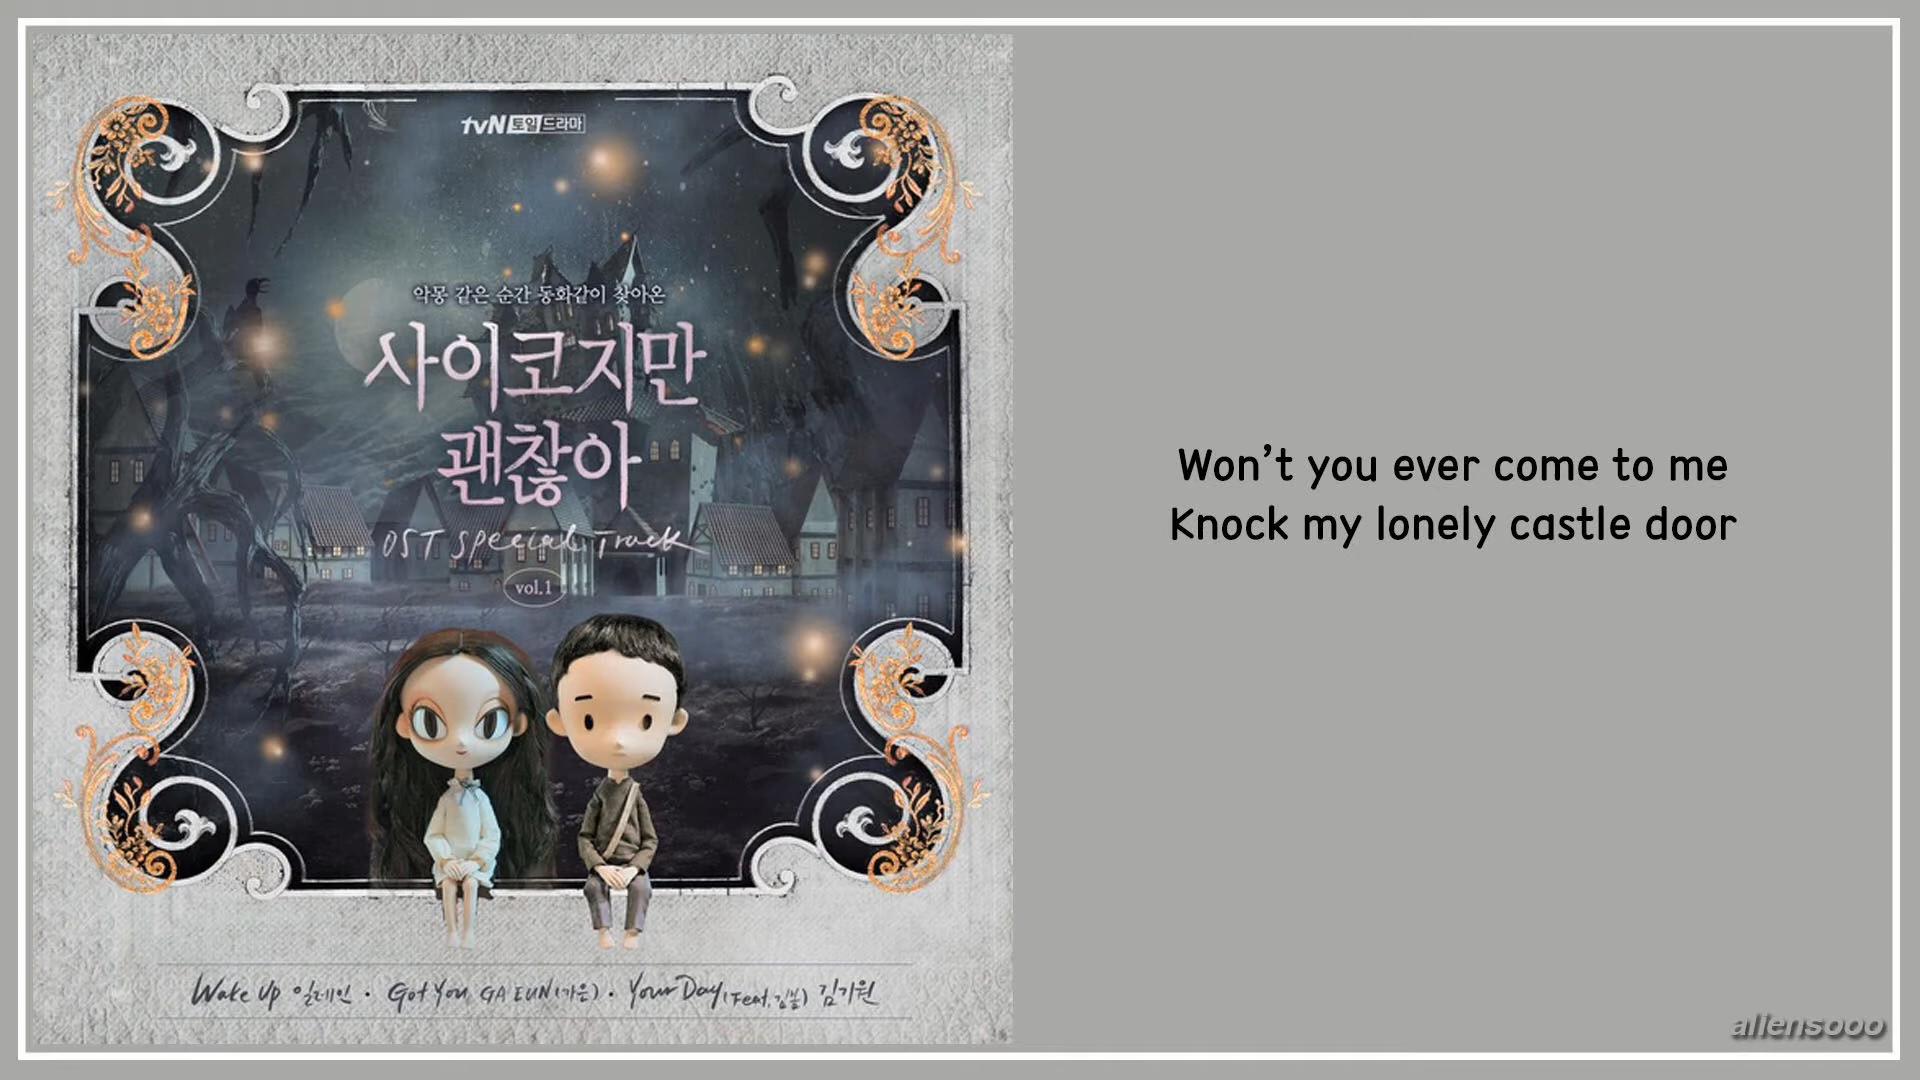 tvN 토일드라마
악몽 같은 순간 동화같이 찾아온
사이코지만
괜찮아
OST Special Track
vol.1
Wake Up 일레인 · Got You GA EUN(가은) · Your Day(Feat. 김봄) 김기원
Won’t you ever come to me
Knock my lonely castle door
allensooo